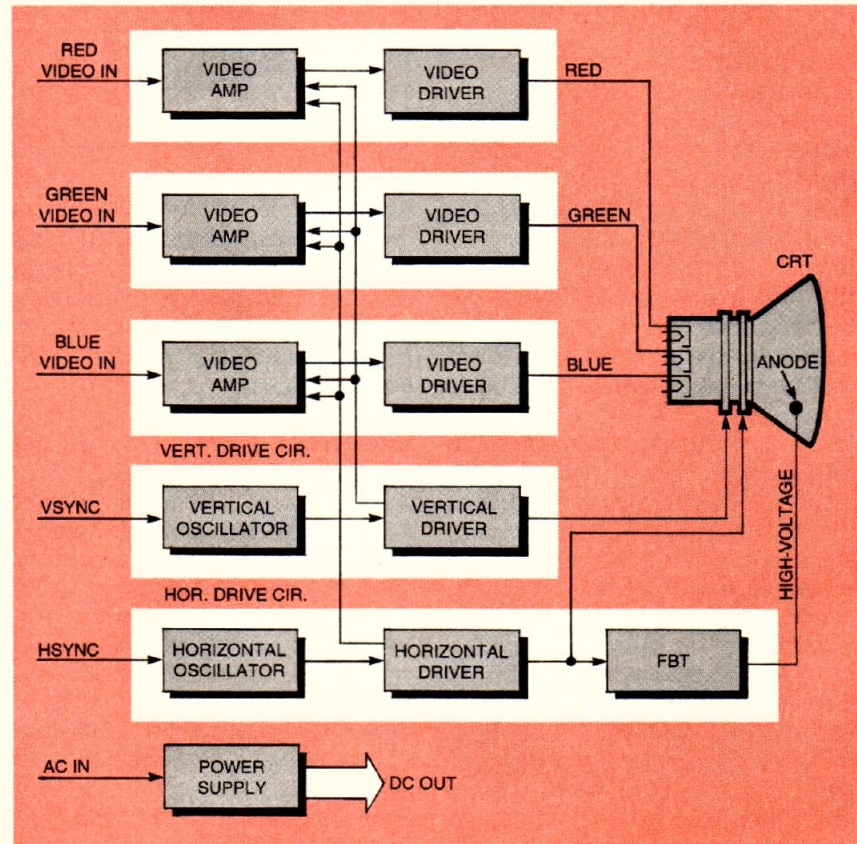 RED
VIDEO IN
VIDEO
AMP
VIDEO
DRIVER
RED
GREEN
VIDEO IN
VIDEO
AMP
VIDEO
DRIVER
GREEN
CRT
BLUE
VIDEO IN
VIDEO
AMP
VIDEO
DRIVER
BLUE
ANODE
VERT. DRIVE CIR.
VSYNC
VERTICAL
OSCILLATOR
VERTICAL
DRIVER
HIGH-VOLTAGE
HOR. DRIVE CIR.
HSYNC
HORIZONTAL
OSCILLATOR
HORIZONTAL
DRIVER
FBT
AC IN
POWER
SUPPLY
DC OUT